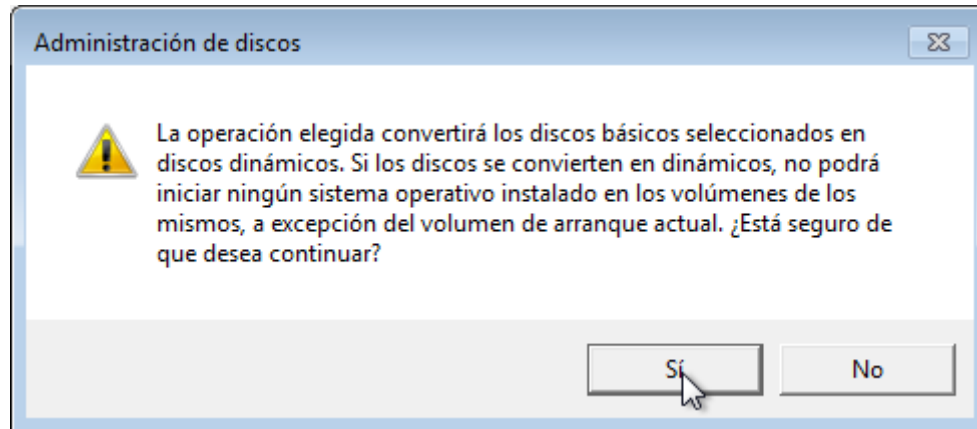 Administración de discos
La operación elegida convertirá los discos básicos seleccionados en
discos dinámicos. Si los discos se convierten en dinámicos, no podrá
iniciar ningún sistema operativo instalado en los volúmenes de los
mismos, a excepción del volumen de arranque actual. ¿Está seguro de
que desea continuar?
Sí
No